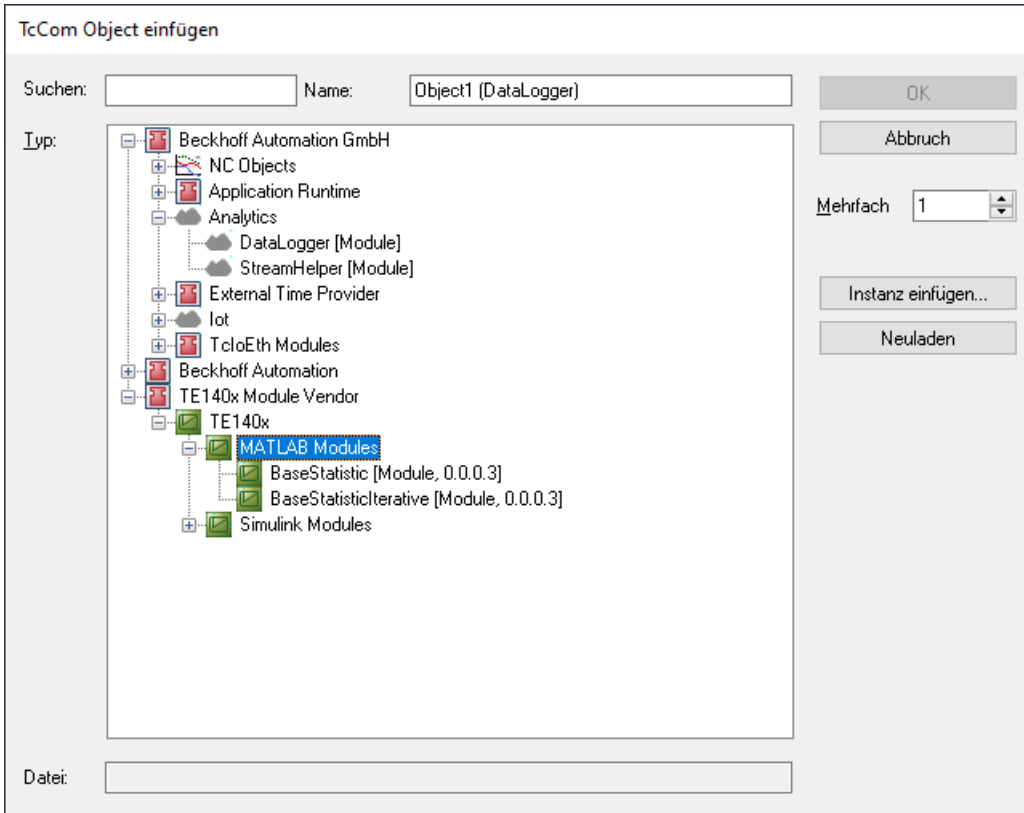 TcCom Object einfügen
Suchen: Name: Object1 (DataLogger) OK
Typ: Beckhoff Automation GmbH Abbruch
NC Objects
Application Runtime
Mehrfach 1
Analytics
DataLogger [Module]
StreamHelper [Module]
External Time Provider Instanz einfügen...
Iot
TcIoEth Modules Neuladen
Beckhoff Automation
TE140x Module Vendor
TE140x
MATLAB Modules
BaseStatistic [Module, 0.0.0.3]
BaseStatisticIterative [Module, 0.0.0.3]
Simulink Modules
Datei: